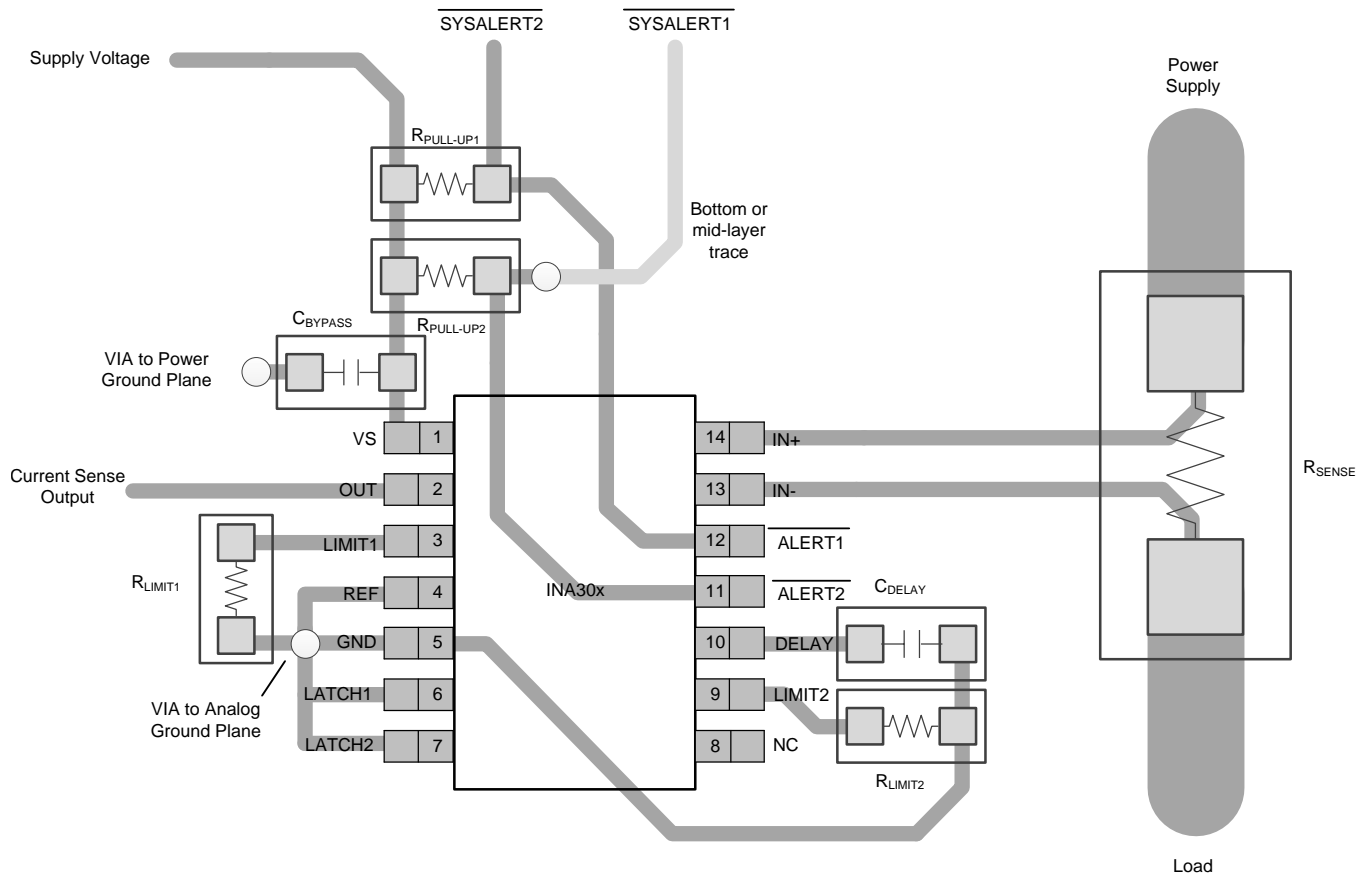 SYSALERT2
SYSALERT1
Supply Voltage
Power
Supply
RPULL-UP1
Bottom or
mid-layer
trace
RPULL-UP2
CBYPASS
VIA to Power
Ground Plane
VS
1
14
IN+
Current Sense
Output
OUT
2
13
IN-
RSENSE
LIMIT1
3
12
ALERT1
RLIMIT1
REF
4
INA30x
11
ALERT2
CDELAY
GND
5
10
DELAY
VIA to Analog
Ground Plane
LATCH1
6
9
LIMIT2
LATCH2
7
8
NC
RLIMIT2
Load